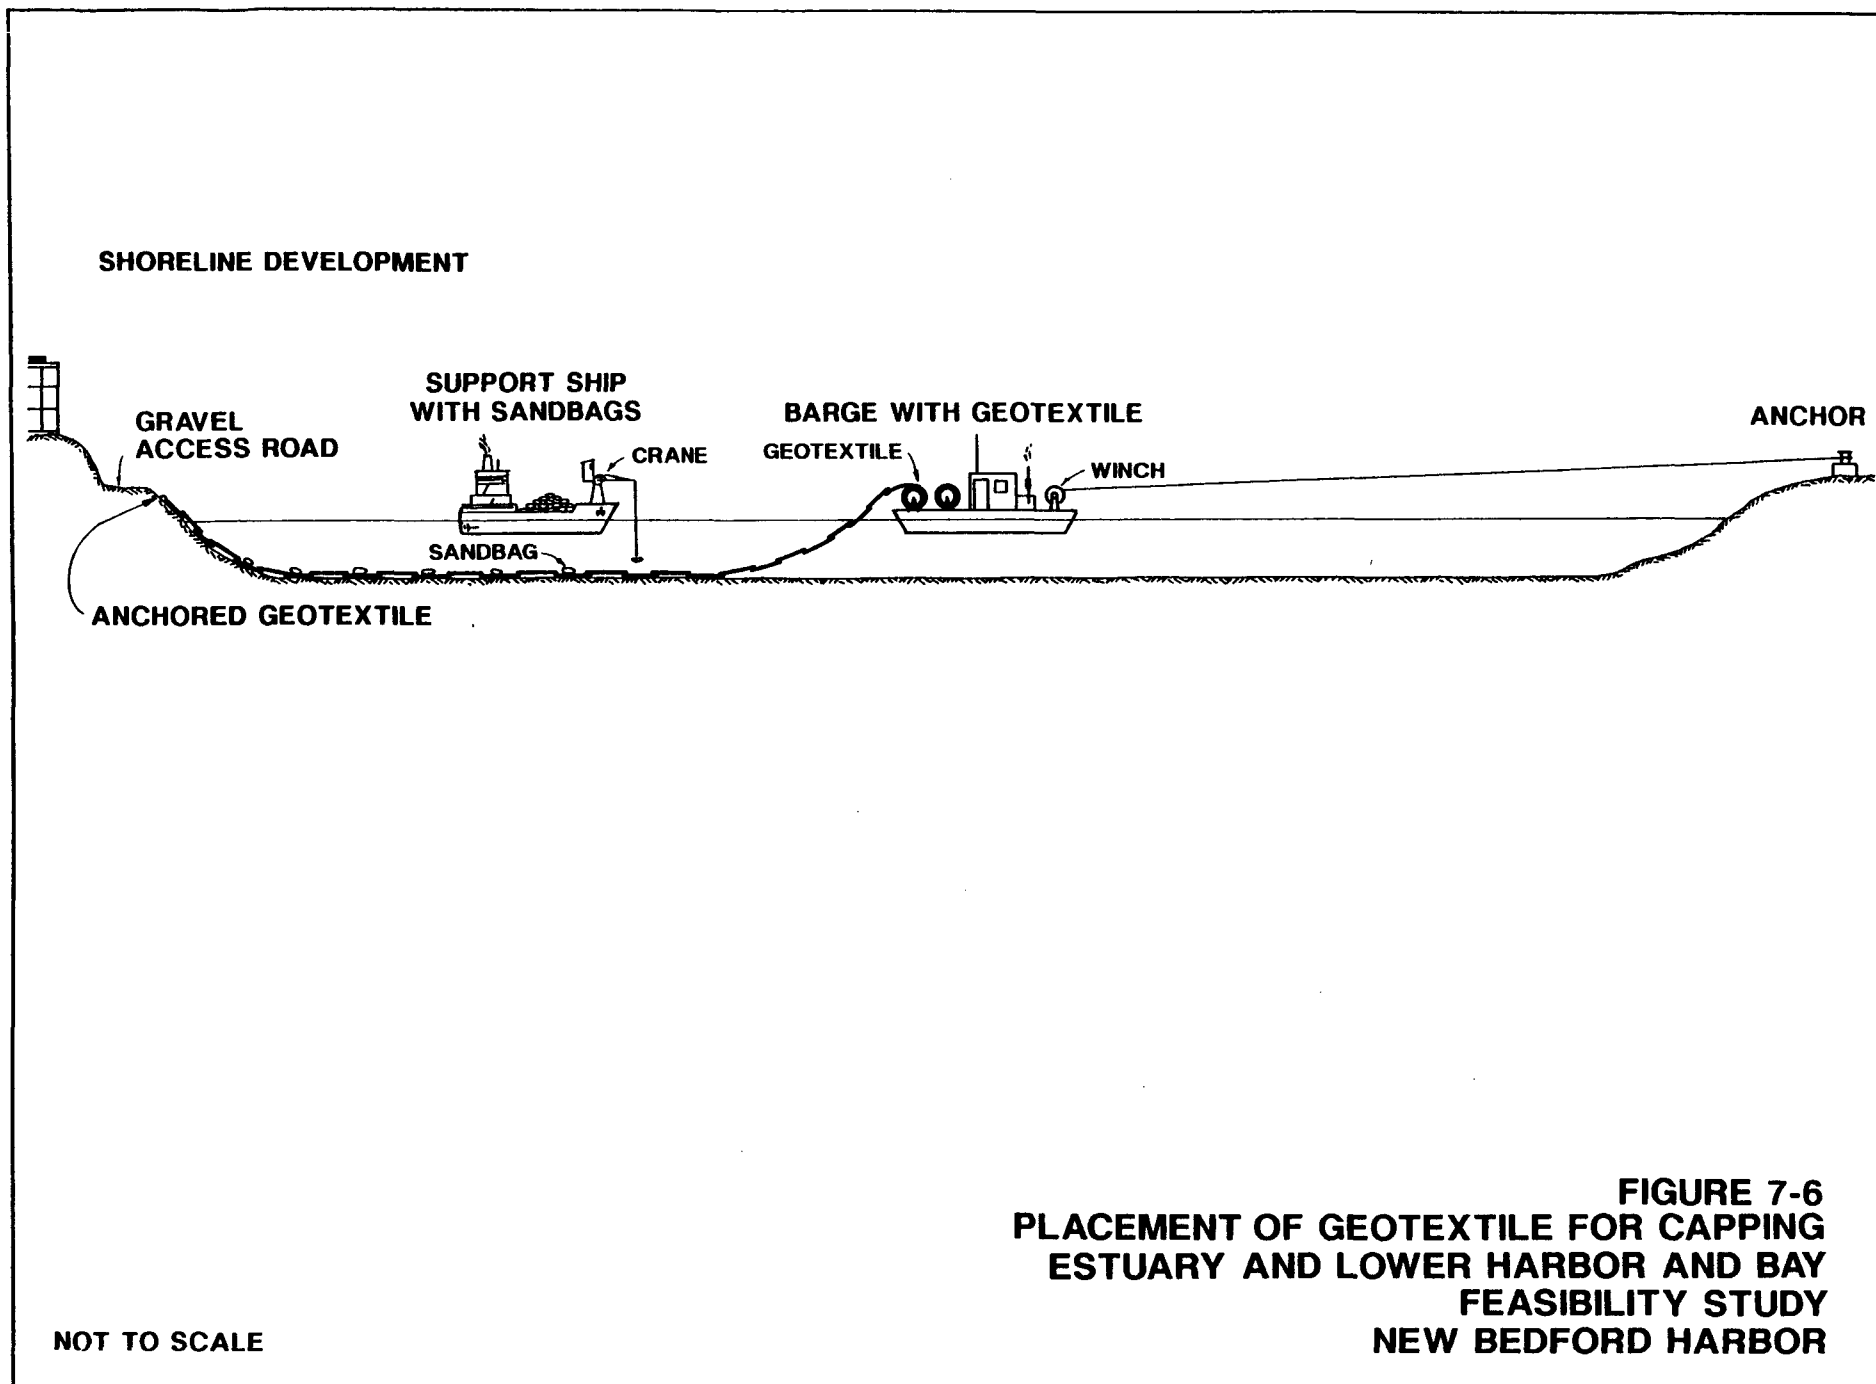 SHORELINE DEVELOPMENT
GRAVEL
ACCESS ROAD
SUPPORT SHIP
WITH SANDBAGS
CRANE
SANDBAG
BARGE WITH GEOTEXTILE
GEOTEXTILE
WINCH
ANCHOR
ANCHORED GEOTEXTILE
FIGURE 7-6
PLACEMENT OF GEOTEXTILE FOR CAPPING
ESTUARY AND LOWER HARBOR AND BAY
FEASIBILITY STUDY
NEW BEDFORD HARBOR
NOT TO SCALE